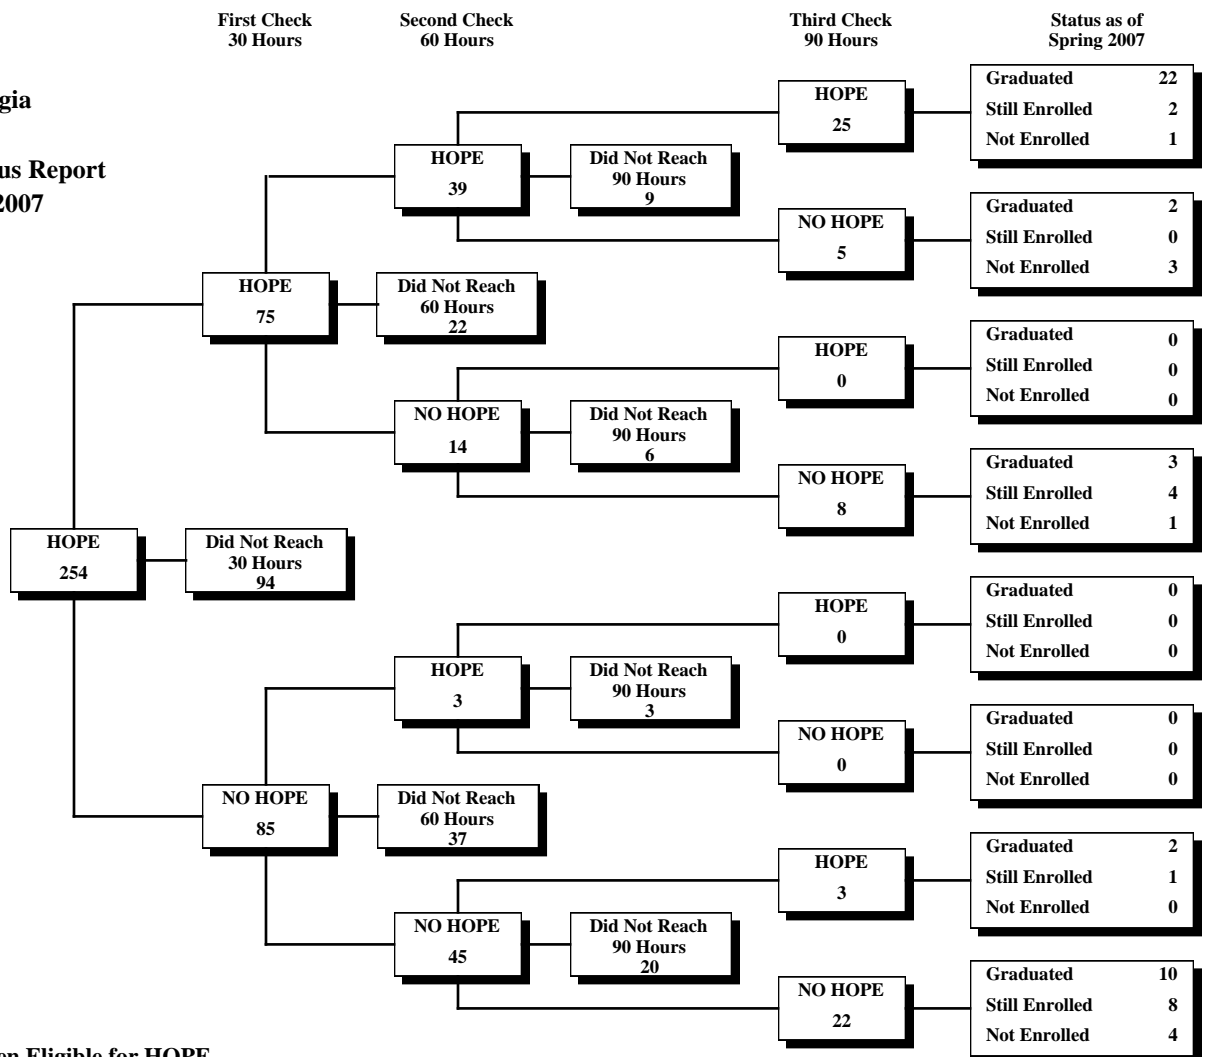 First Check
30 Hours
Second Check
60 Hours
Third Check
90 Hours
Status as of
Spring 2007
gia
us Report
2007
HOPE
254
Did Not Reach
30 Hours
94
HOPE
75
Did Not Reach
60 Hours
22
NO HOPE
85
Did Not Reach
60 Hours
37
HOPE
39
Did Not Reach
90 Hours
9
NO HOPE
14
Did Not Reach
90 Hours
6
HOPE
3
Did Not Reach
90 Hours
3
NO HOPE
45
Did Not Reach
90 Hours
20
HOPE
25
Graduated 22
Still Enrolled 2
Not Enrolled 1
NO HOPE
5
Graduated 2
Still Enrolled 0
Not Enrolled 3
HOPE
0
Graduated 0
Still Enrolled 0
Not Enrolled 0
NO HOPE
8
Graduated 3
Still Enrolled 4
Not Enrolled 1
HOPE
0
Graduated 0
Still Enrolled 0
Not Enrolled 0
NO HOPE
0
Graduated 0
Still Enrolled 0
Not Enrolled 0
HOPE
3
Graduated 2
Still Enrolled 1
Not Enrolled 0
NO HOPE
22
Graduated 10
Still Enrolled 8
Not Enrolled 4
en Eligible for HOPE